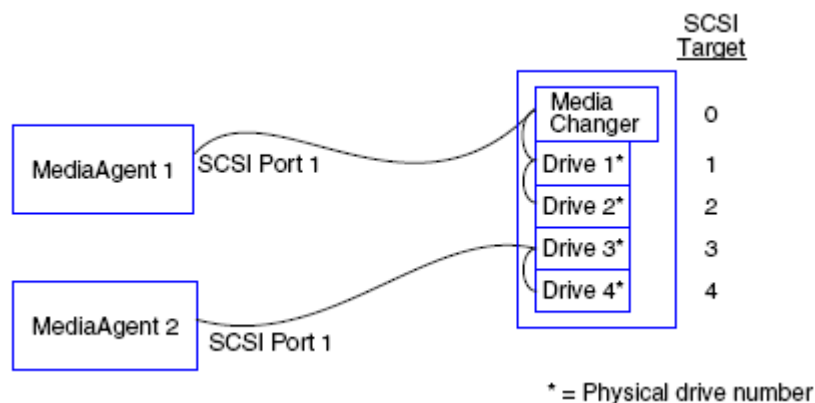 SCSI
Target
Media
Changer
0
MediaAgent 1
SCSI Port 1
Drive 1*
1
Drive 2*
2
Drive 3*
3
Drive 4*
4
MediaAgent 2
SCSI Port 1
* = Physical drive number